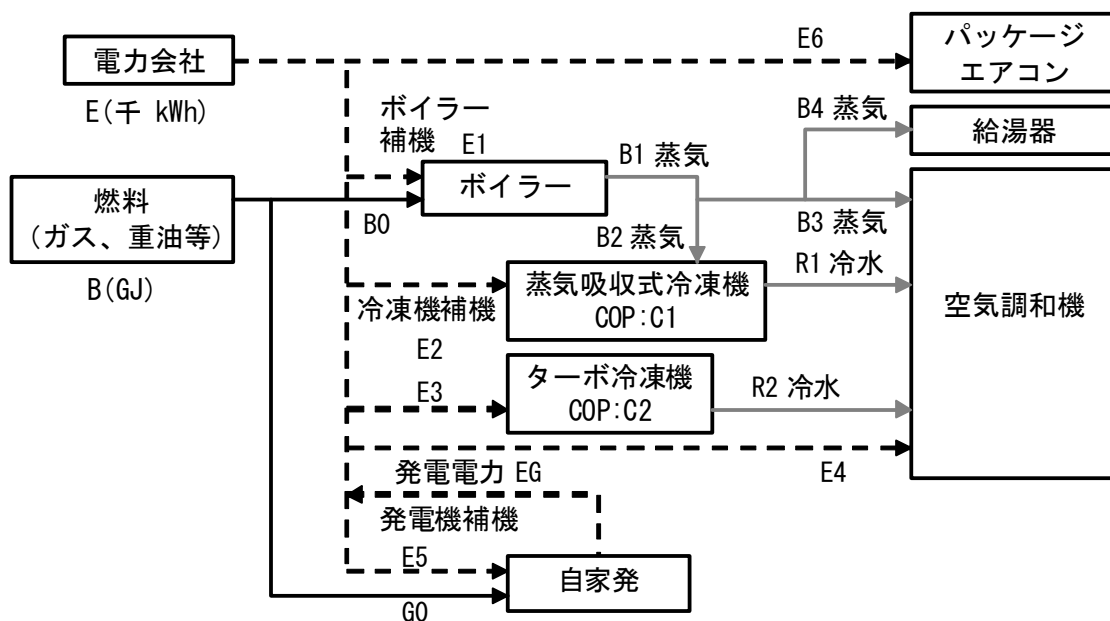 電力会社
E(千 kWh)
E6
パッケージ
エアコン
ボイラー
補機
E1
B4 蒸気
給湯器
燃料
(ガス、重油等)
B(GJ)
B0
ボイラー
B1 蒸気
B2 蒸気
B3 蒸気
空気調和機
冷凍機補機
E2
蒸気吸収式冷凍機
COP:C1
R1 冷水
E3
ターボ冷凍機
COP:C2
R2 冷水
E4
発電電力 EG
発電機補機
E5
自家発
G0